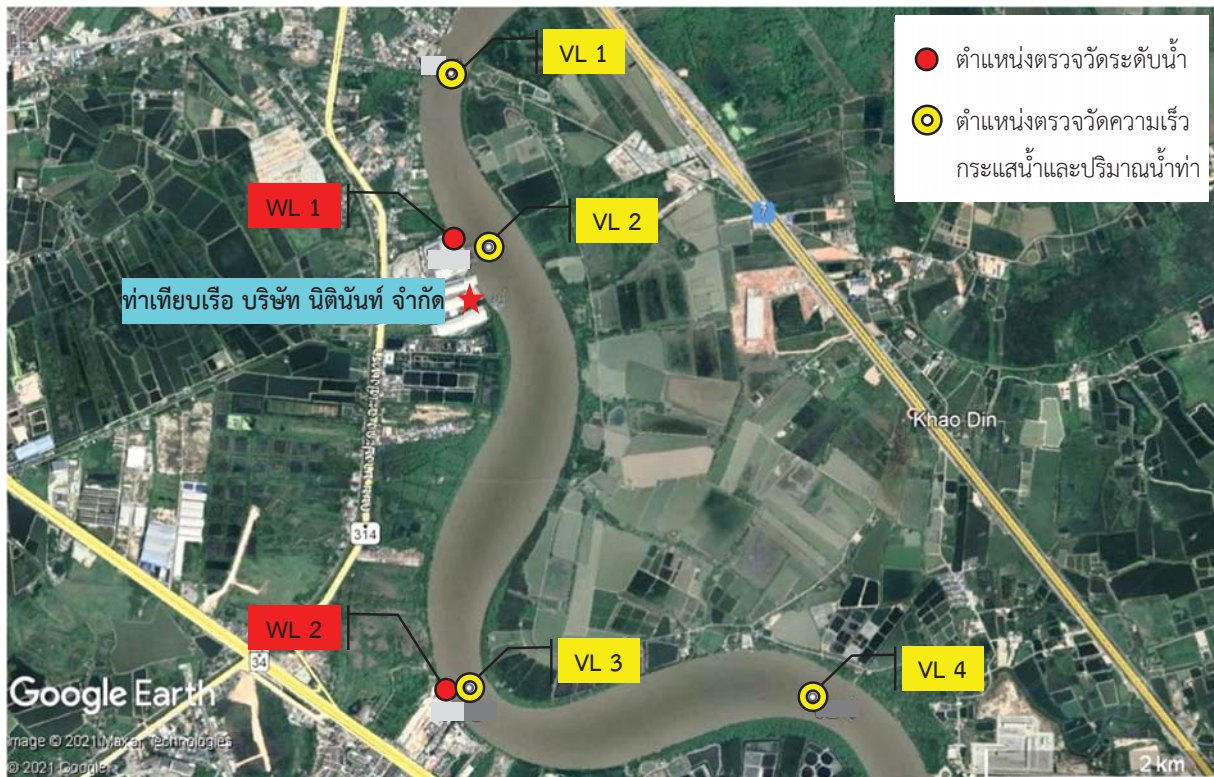 VL 1
ตำแหน่งตรวจวัดระดับน้ำ
ตำแหน่งตรวจวัดความเร็ว
กระแสน้ำและปริมาณน้ำท่า
WL 1
VL 2
7
ท่าเทียบเรือ บริษัท นิตินันท์ จำกัด
Khao Din
314
WL 2
34
VL 3
VL 4
Google Earth
Image © 2021 Maxar Technologies
© 2021 Google
2 km